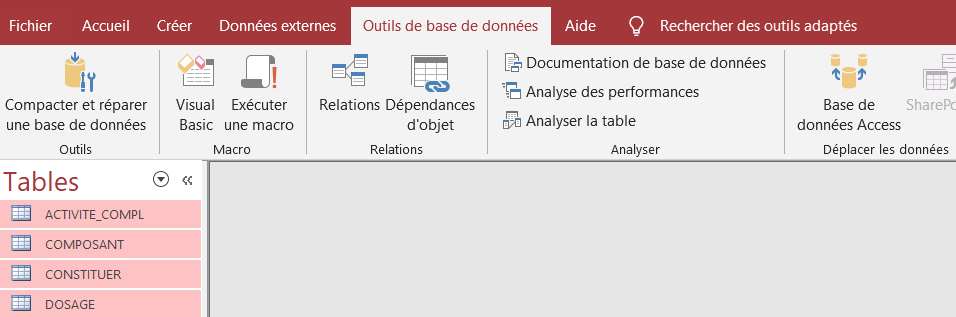 Fichier Accueil Créer Données externes Outils de base de données Aide Rechercher des outils adaptés
Compacter et réparer
une base de données
Outils
Visual
Basic
Exécuter
une macro
Macro
Relations
Dépendances
d'objet
Relations
Documentation de base de données
Analyse des performances
Analyser la table
Analyser
Base de
données Access
SharePo
Déplacer les données
Tables
ACTIVITE_COMPL
COMPOSANT
CONSTITUER
DOSAGE